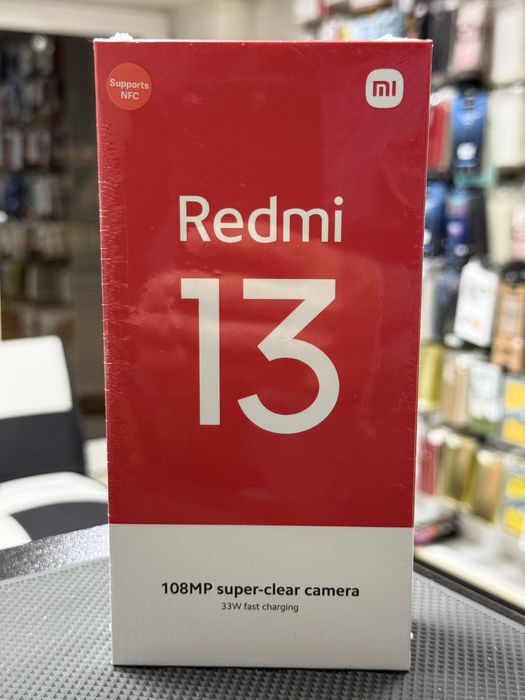 Supports
NFC
mi
Redmi
13
108MP super-clear camera
33W fast charging